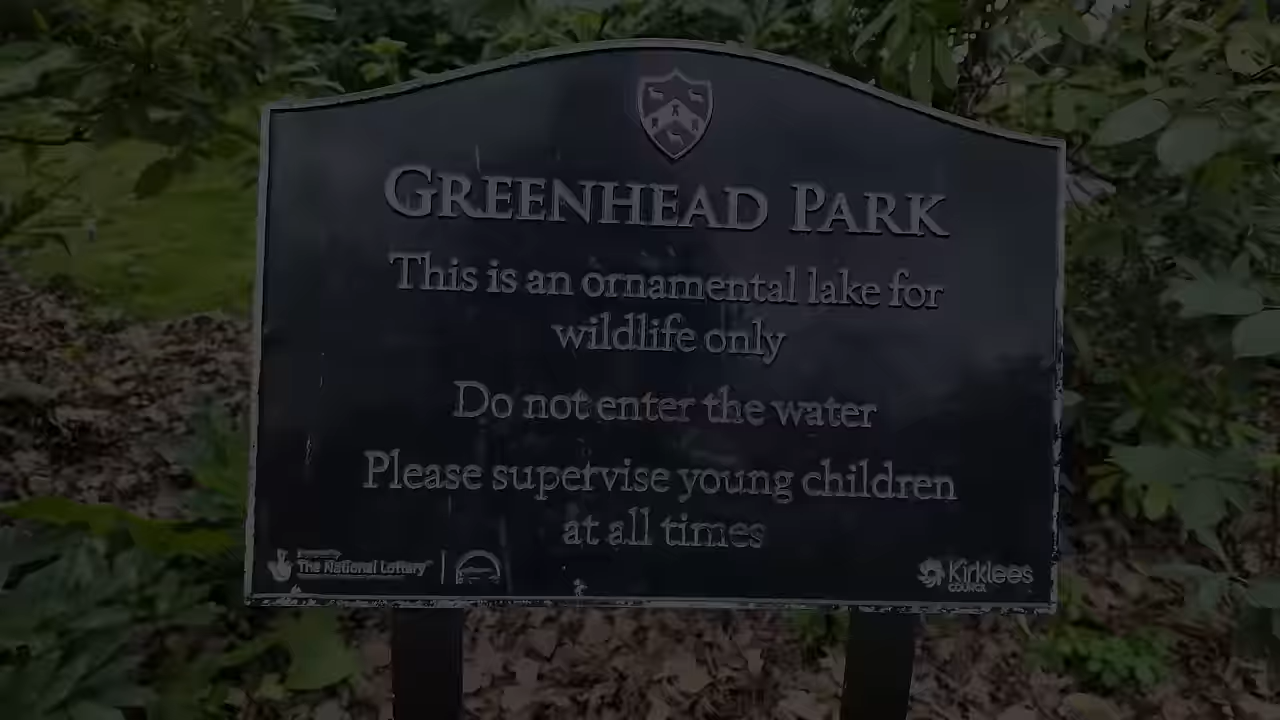 GREENHEAD PARK
This is an ornamental lake for
wildlife only
Do not enter the water
Please supervise young children
at all times
The National Lottery
Kirklees
COUNCIL